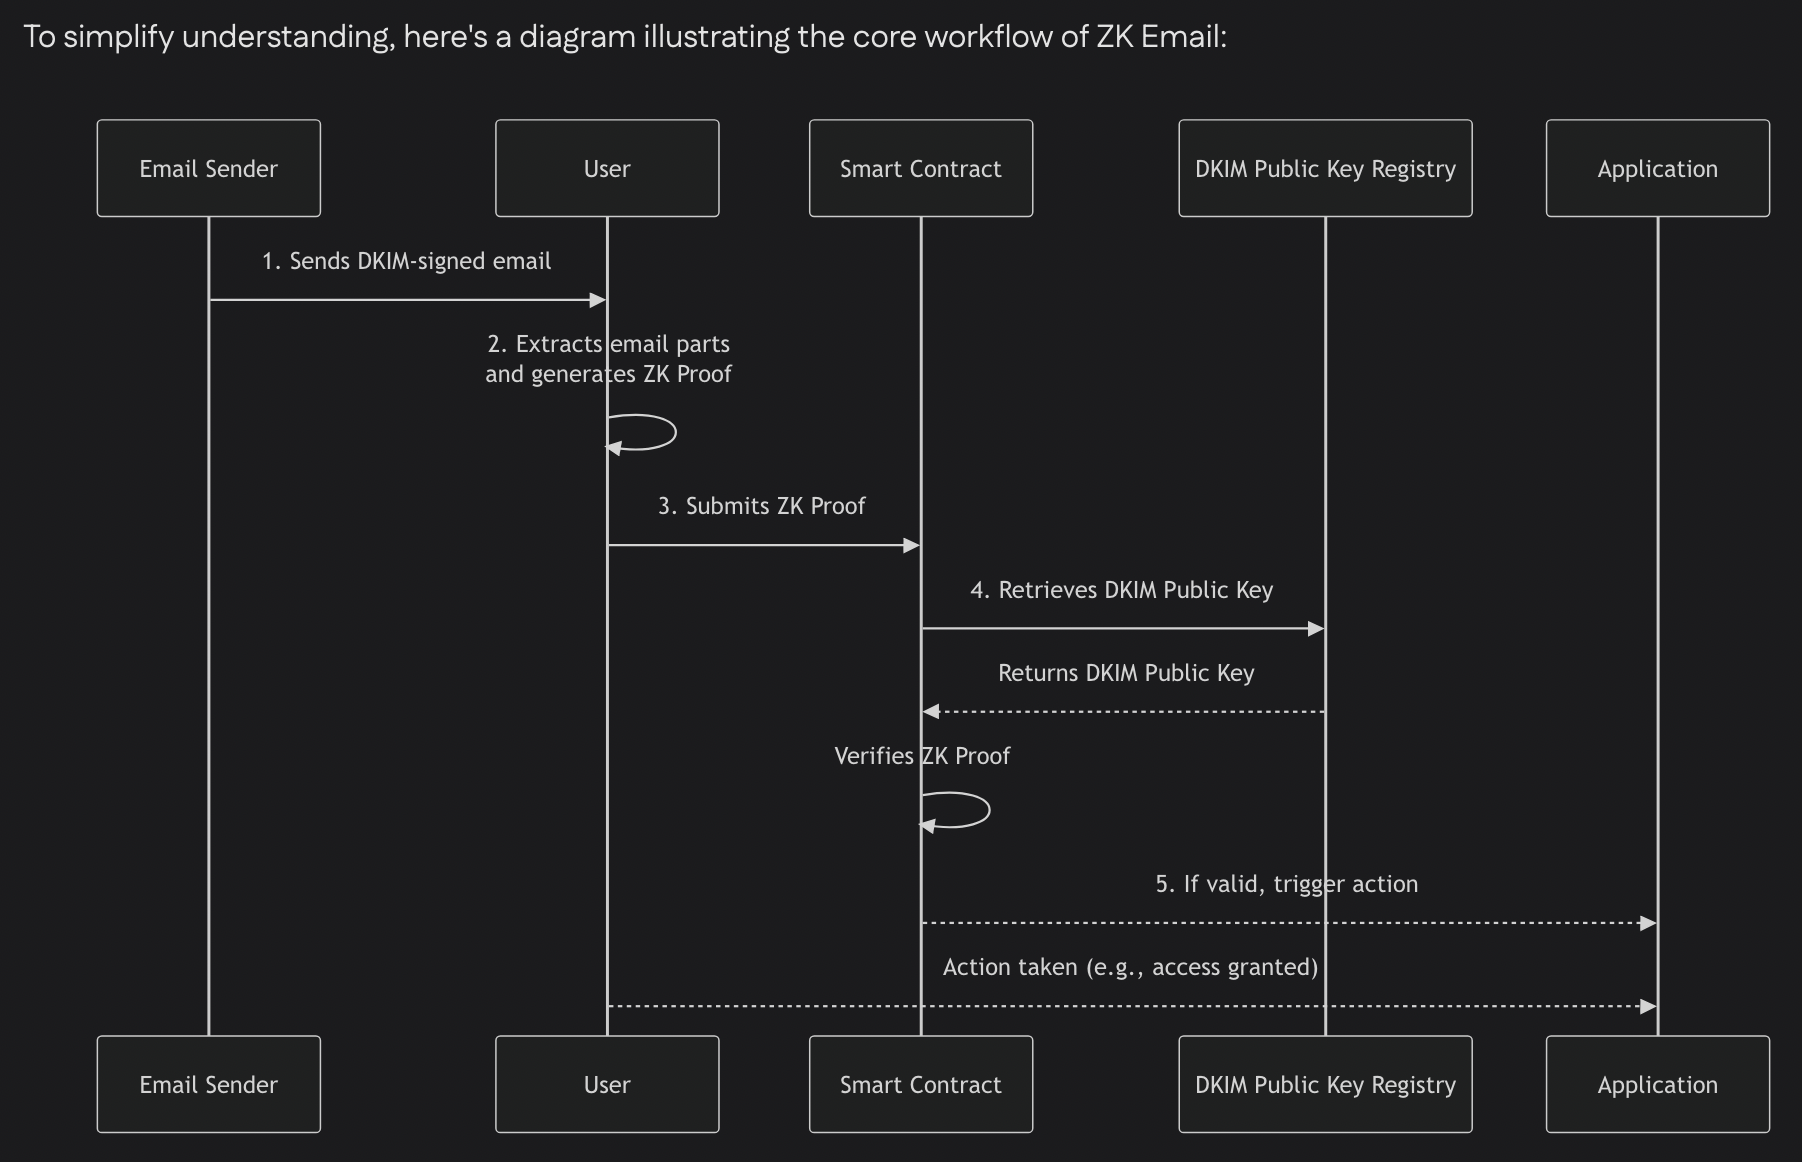 To simplify understanding, here's a diagram illustrating the core workflow of ZK Email:
Email Sender
User
Smart Contract
DKIM Public Key Registry
Application
1. Sends DKIM-signed email
2. Extracts email parts
and generates ZK Proof
3. Submits ZK Proof
4. Retrieves DKIM Public Key
Returns DKIM Public Key
Verifies ZK Proof
5. If valid, trigger action
Action taken (e.g., access granted)
Email Sender
User
Smart Contract
DKIM Public Key Registry
Application